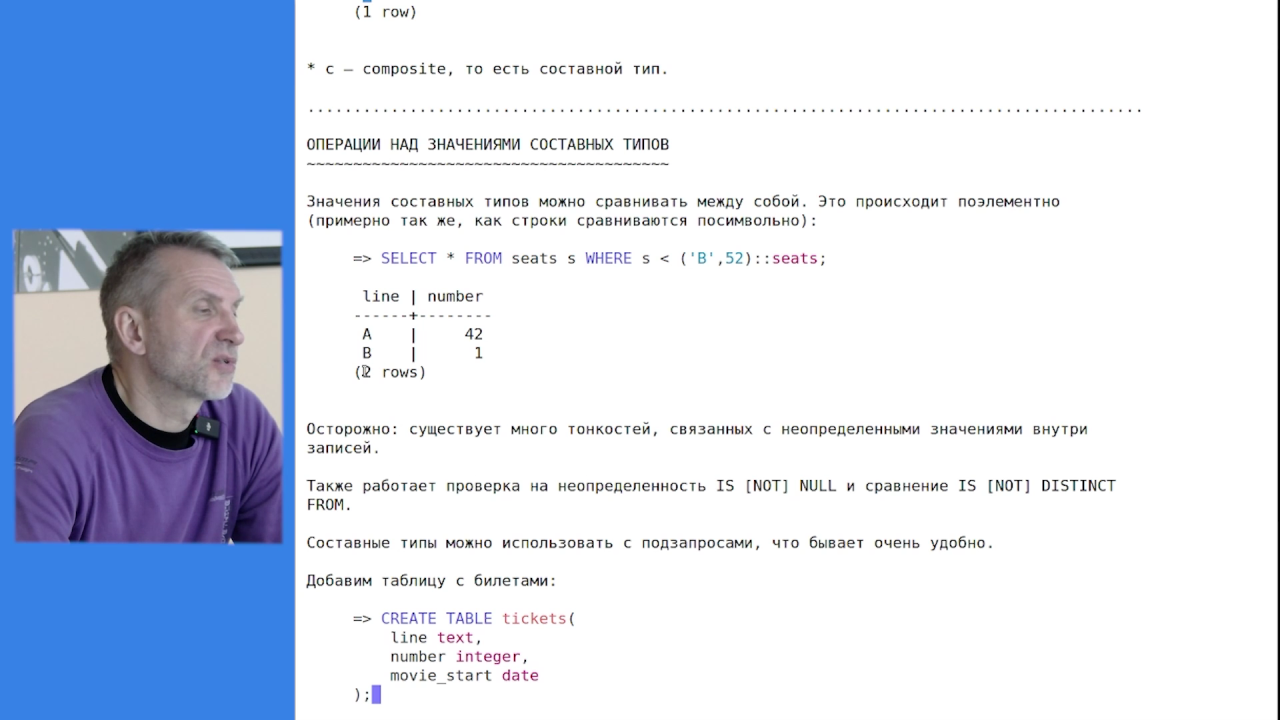 (1 row)
* c — composite, то есть составной тип.
..........................................................................................
ОПЕРАЦИИ НАД ЗНАЧЕНИЯМИ СОСТАВНЫХ ТИПОВ
~~~~~~~~~~~~~~~~~~~~~~~~~~~~~~~~~~~~~~~
Значения составных типов можно сравнивать между собой. Это происходит поэлементно
(примерно так же, как строки сравниваются посимвольно):
=> SELECT * FROM seats s WHERE s < ('B',52)::seats;
line | number
------+--------
A    |     42
B    |      1
(2 rows)
Осторожно: существует много тонкостей, связанных с неопределенными значениями внутри
записей.
Также работает проверка на неопределенность IS [NOT] NULL и сравнение IS [NOT] DISTINCT
FROM.
Составные типы можно использовать с подзапросами, что бывает очень удобно.
Добавим таблицу с билетами:
=> CREATE TABLE tickets(
line text,
number integer,
movie_start date
);